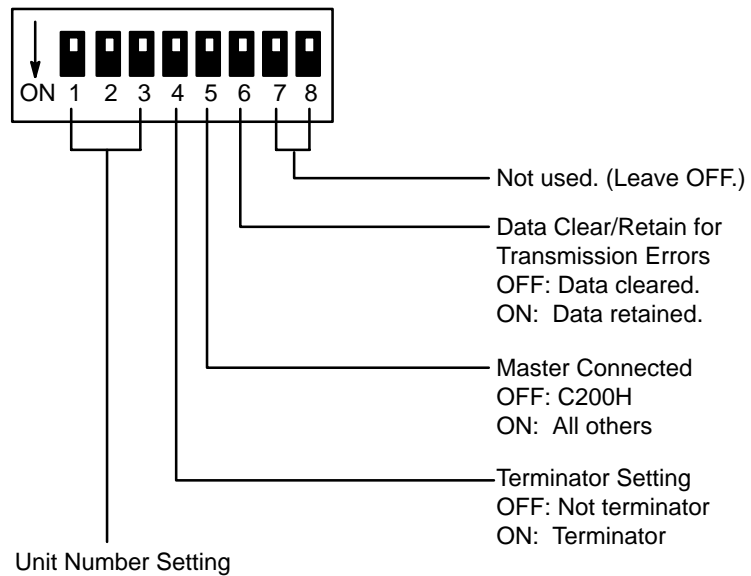 ON 1 2 3 4 5 6 7 8
Not used. (Leave OFF.)
Data Clear/Retain for
Transmission Errors
OFF: Data cleared.
ON: Data retained.
Master Connected
OFF: C200H
ON: All others
Terminator Setting
OFF: Not terminator
ON: Terminator
Unit Number Setting